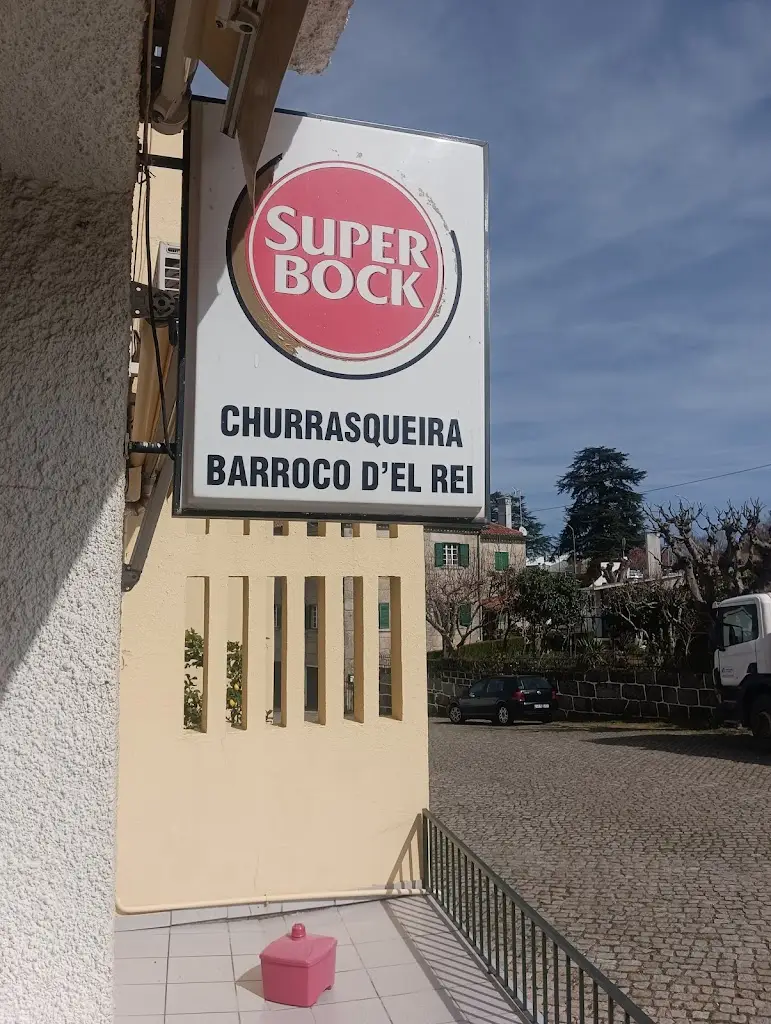 SUPER
BOCK
CHURRASQUEIRA
BARROCO D'EL REI